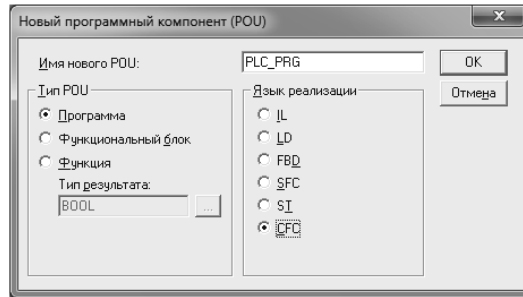 Новый программный компонент (POU)
Имя нового POU: PLC_PRG OK
Тип POU Язык реализации Отмена
Программа IL
Функциональный блок LD
Функция FBD
Тип результата: SFC
BOOL ... ST
CFC